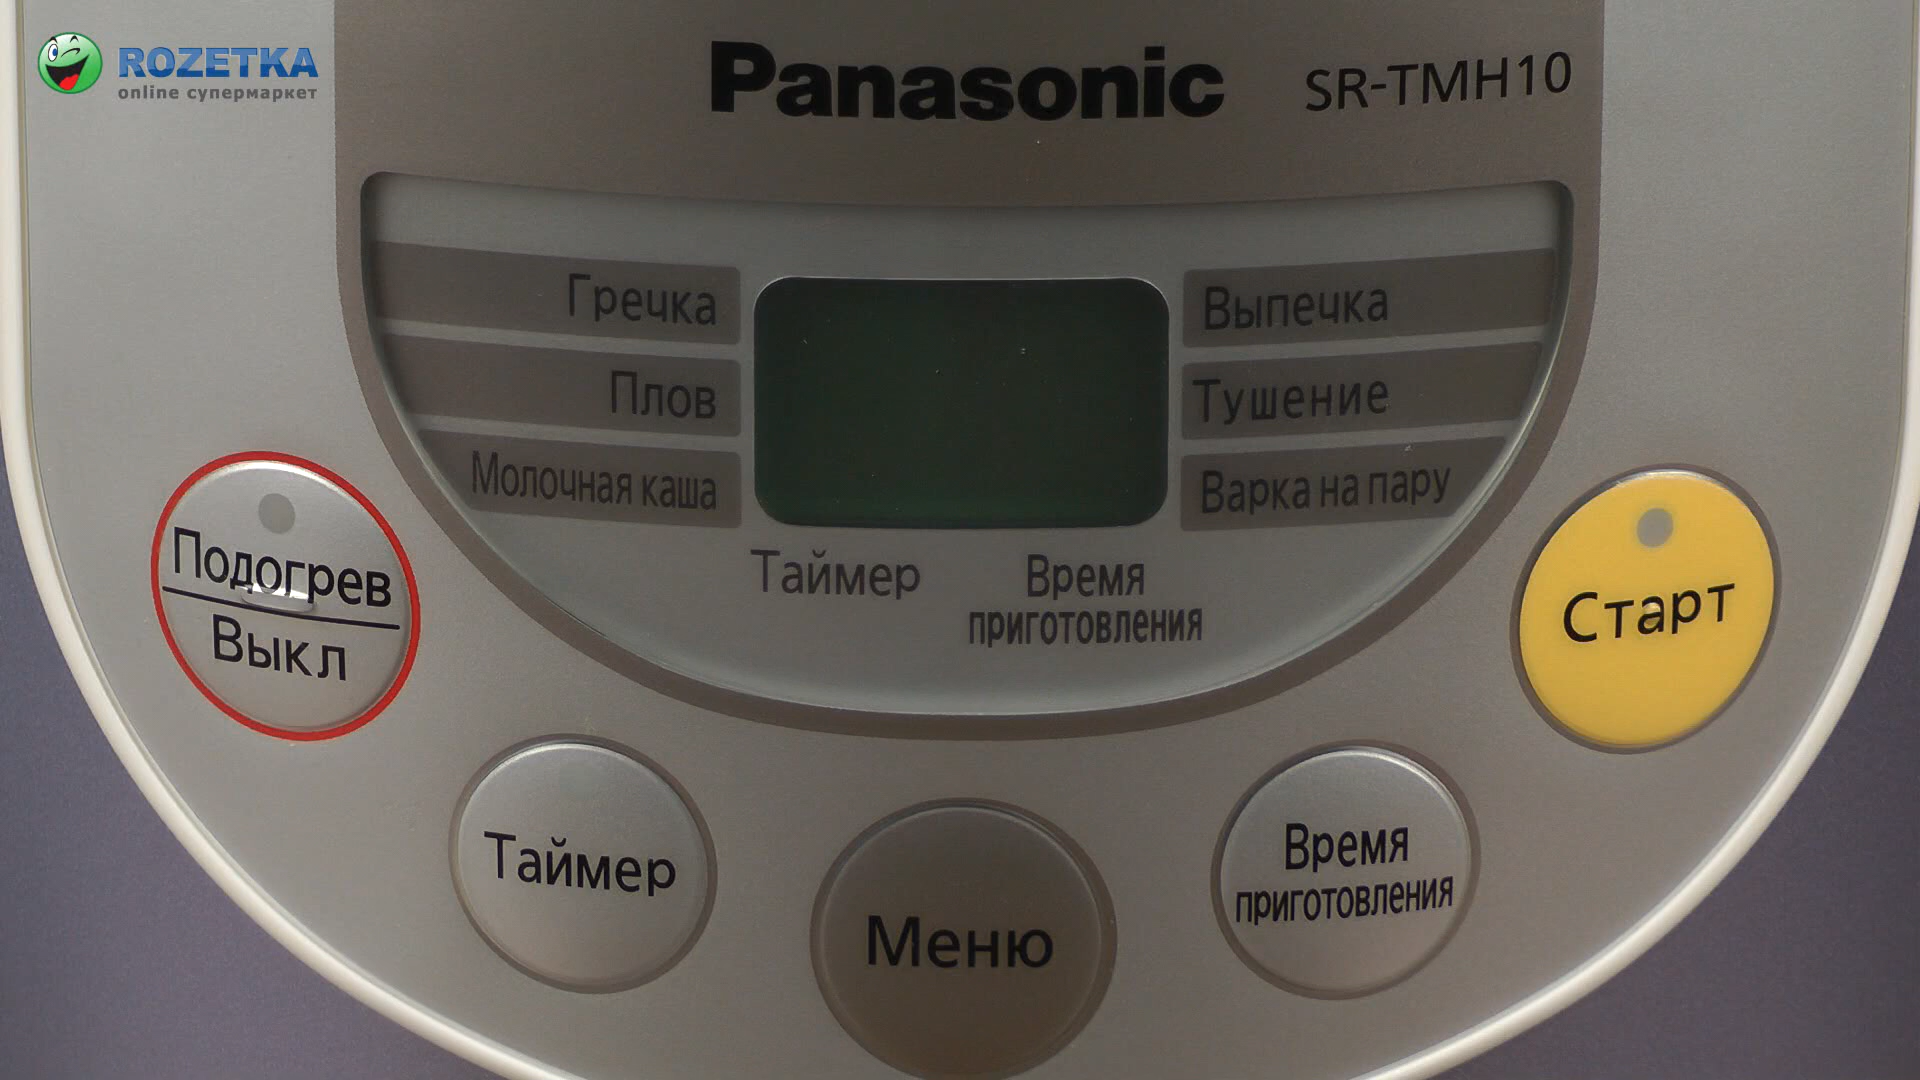 ROZETKA
online супермаркет
Panasonic SR-TMH10
Гречка
Плов
Молочная каша
Выпечка
Тушение
Варка на пару
Таймер
Время
приготовления
Подогрев
Выкл
Таймер
Меню
Время
приготовления
Старт